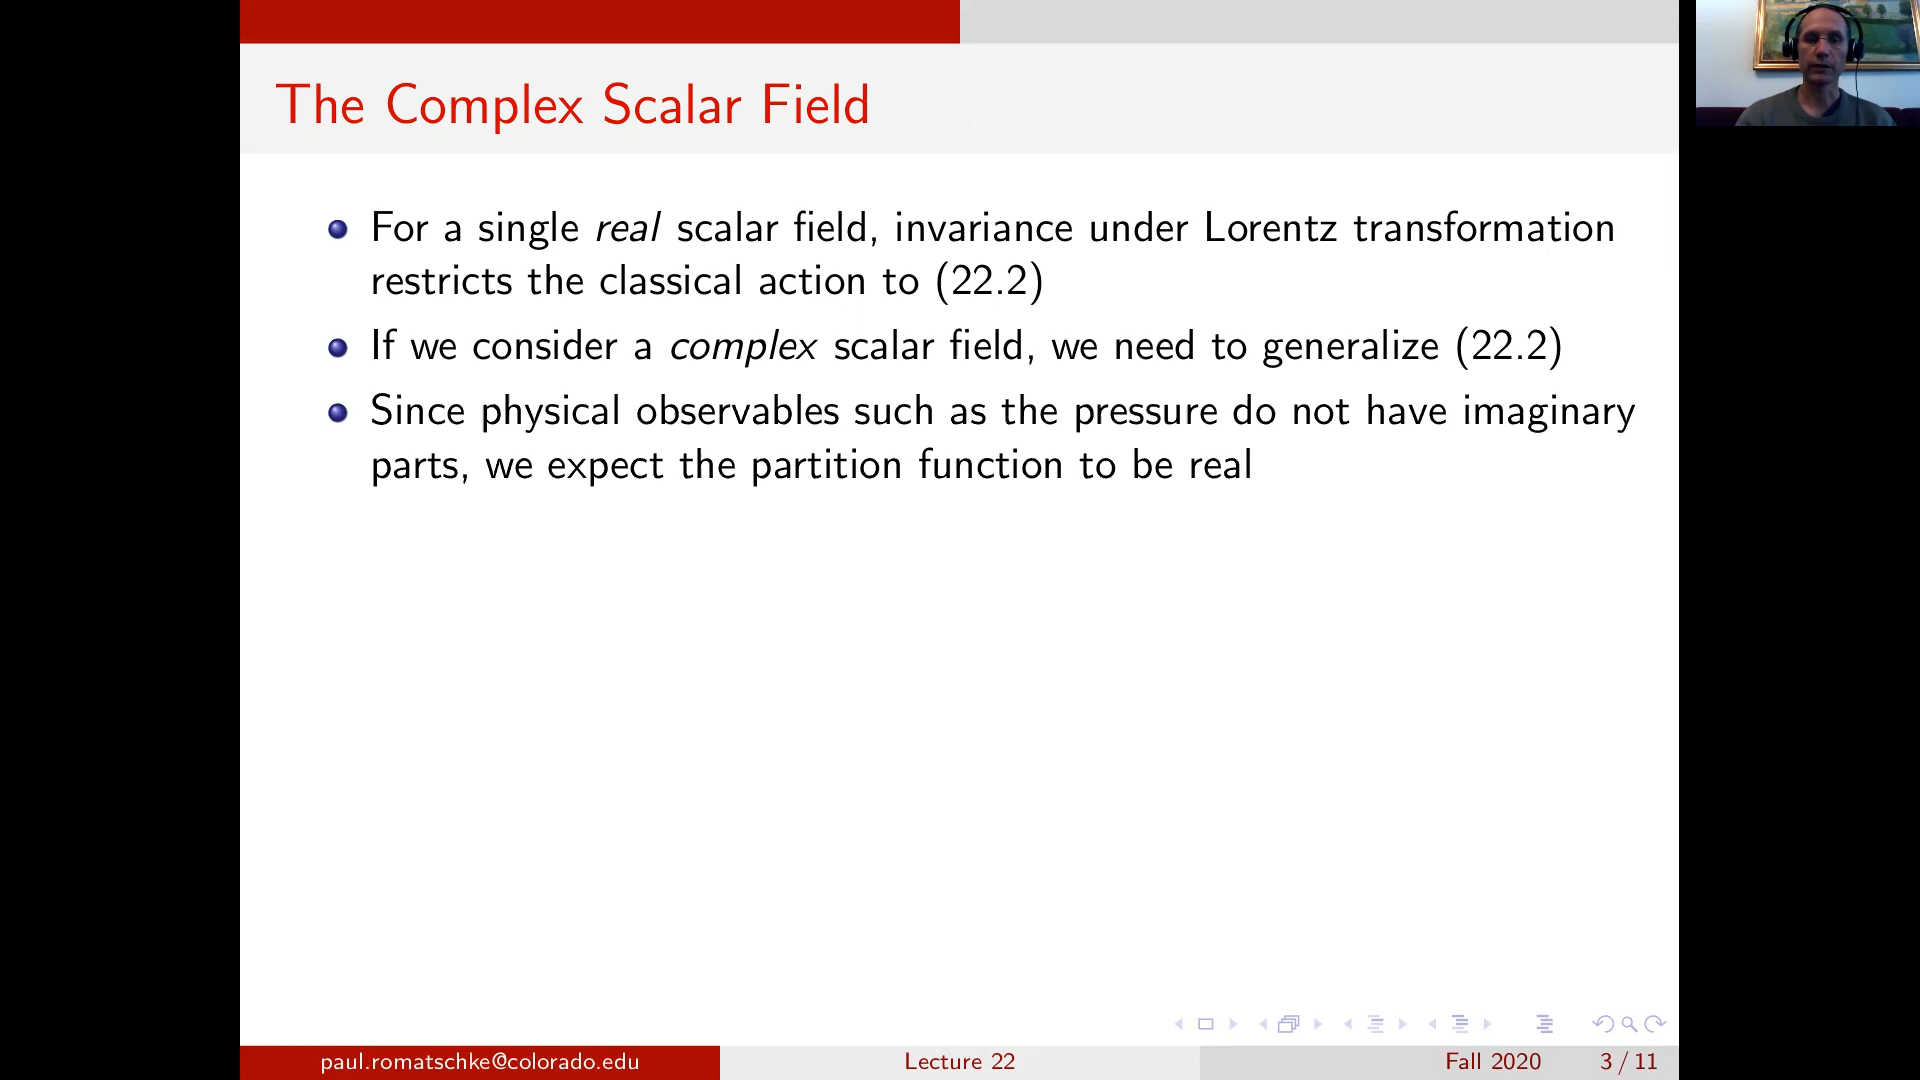 The Complex Scalar Field
For a single real scalar field, invariance under Lorentz transformation
restricts the classical action to (22.2)
If we consider a complex scalar field, we need to generalize (22.2)
Since physical observables such as the pressure do not have imaginary
parts, we expect the partition function to be real
paul.romatschke@colorado.edu
Lecture 22
Fall 2020
3 / 11